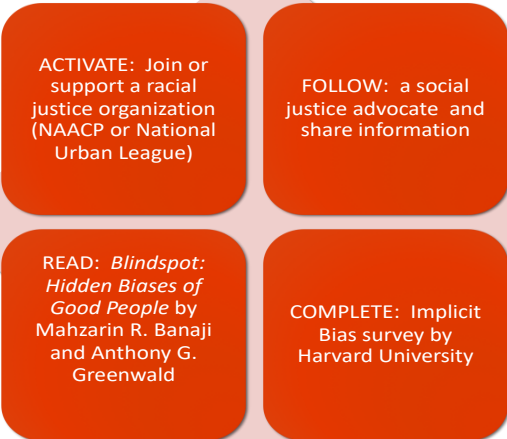 ACTIVATE: Join or
support a racial
justice organization
(NAACP or National
Urban League)
FOLLOW: a social
justice advocate and
share information
READ: Blindspot:
Hidden Biases of
Good People by
Mahzarin R. Banaji
and Anthony G.
Greenwald
COMPLETE: Implicit
Bias survey by
Harvard University